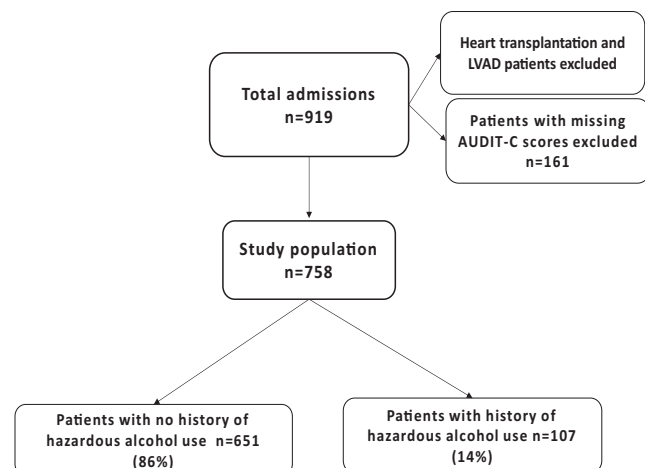 Heart transplantation and
LVAD patients excluded
Total admissions
n=919
Patients with missing
AUDIT-C scores excluded
n=161
Study population
n=758
Patients with no history of
hazardous alcohol use n=651
(86%)
Patients with history of
hazardous alcohol use n=107
(14%)